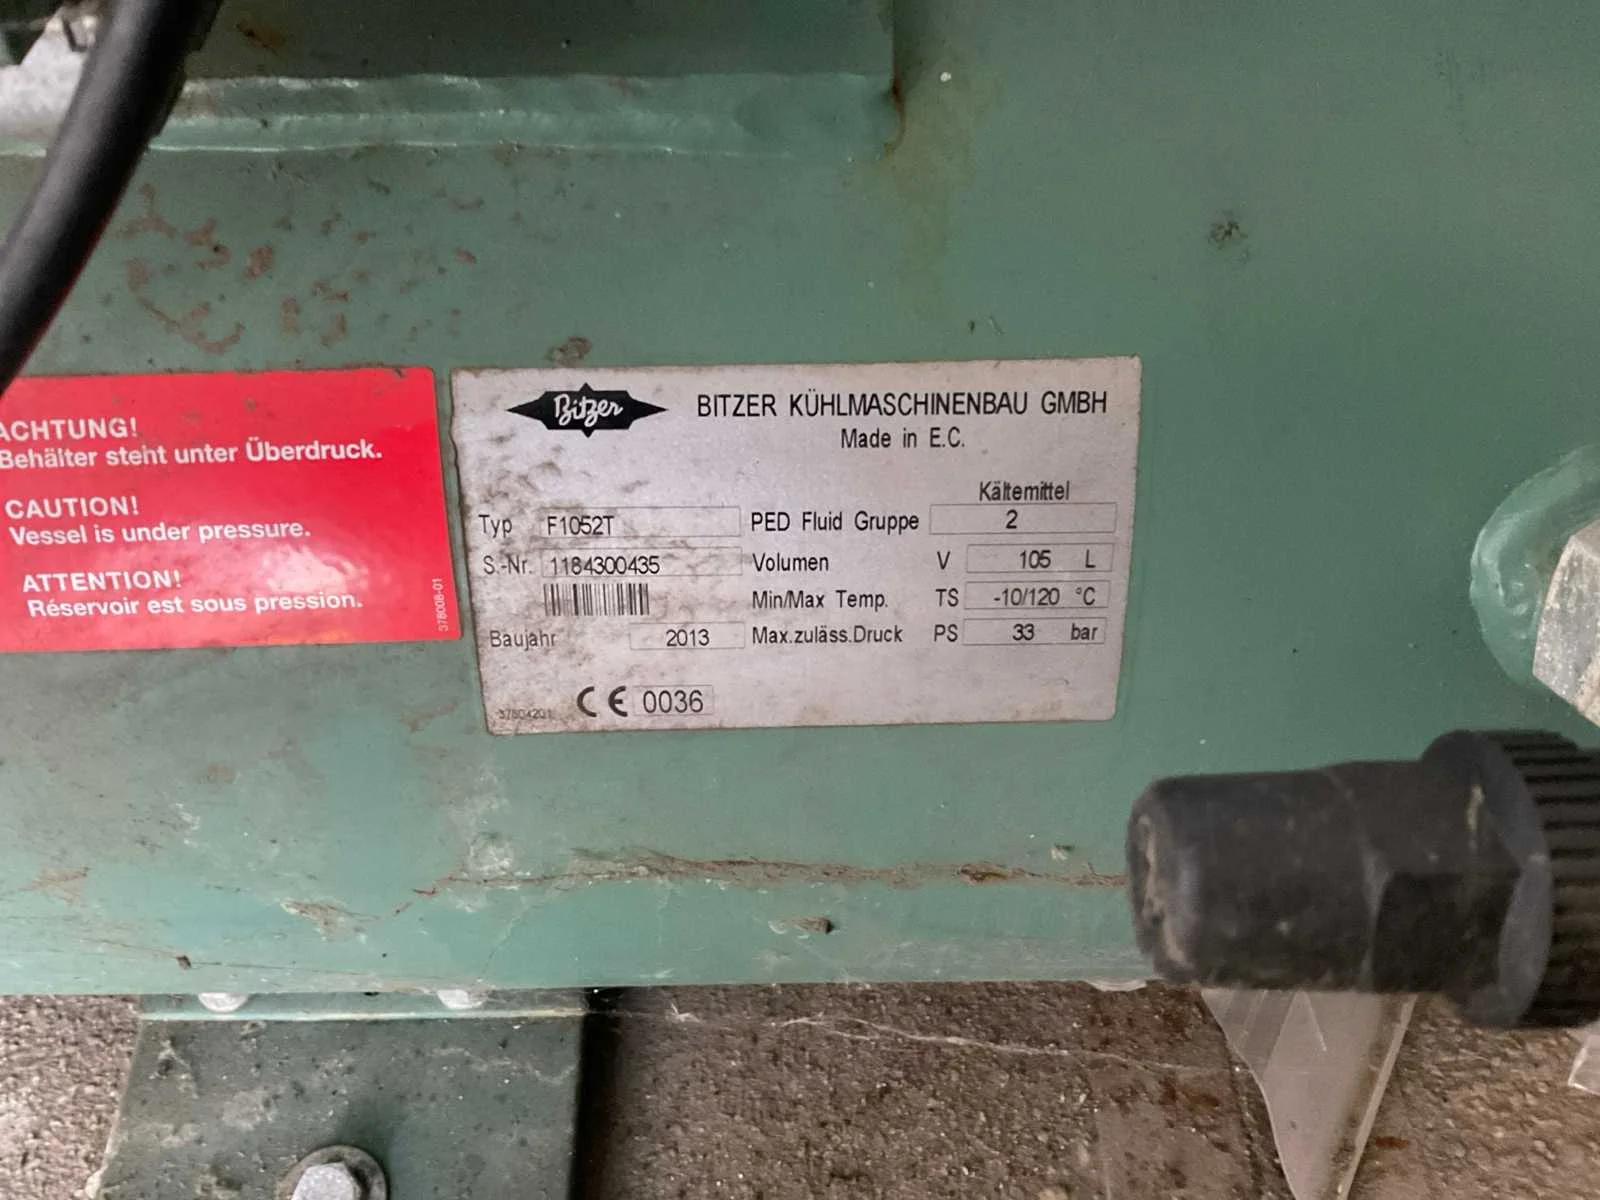 ACHTUNG!
Behälter steht unter Überdruck.
CAUTION!
Vessel is under pressure.
ATTENTION!
Réservoir est sous pression.
378008-01
Bitzer
BITZER KÜHLMASCHINENBAU GMBH
Made in E.C.
Kältemittel
Typ F1052T PED Fluid Gruppe 2
S.-Nr. 1184300435 Volumen V 105 L
Min/Max Temp. TS -10/120 °C
Baujahr 2013 Max.zuläss.Druck PS 33 bar
CE 0036